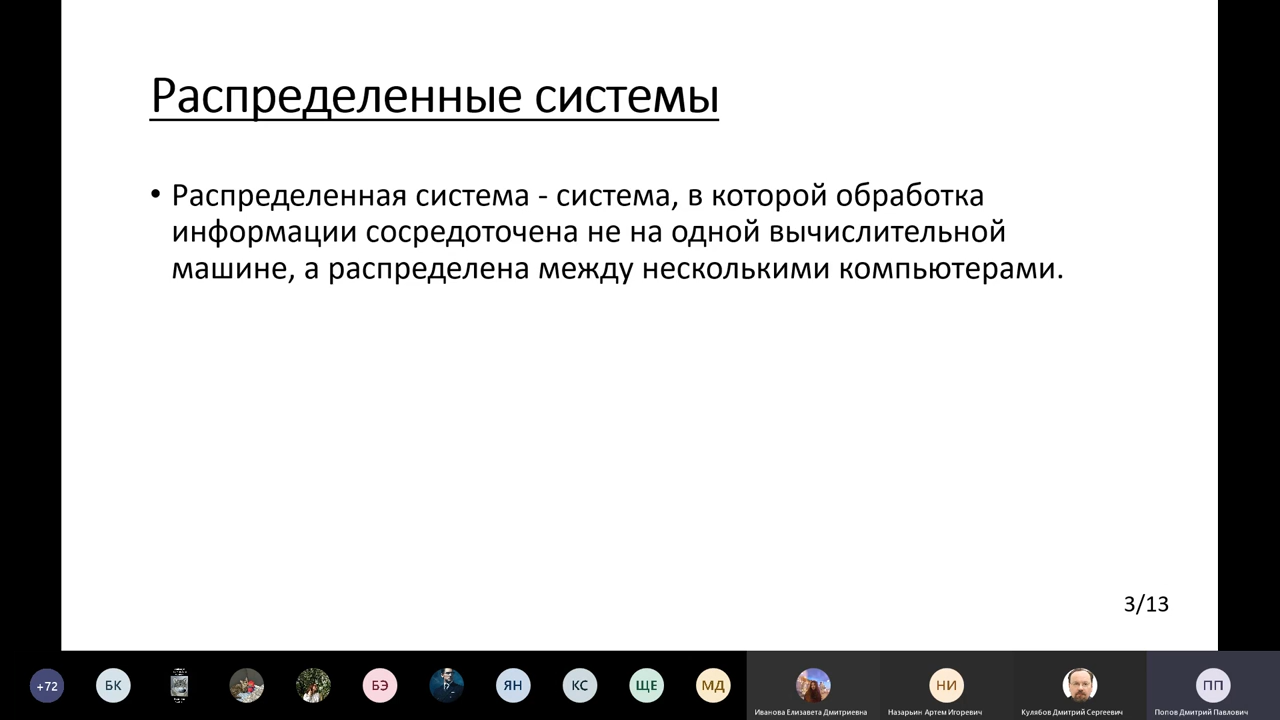 Распределенные системы
• Распределенная система - система, в которой обработка
информации сосредоточена не на одной вычислительной
машине, а распределена между несколькими компьютерами.
3/13
+72
БК
БЭ
ЯН
КС
ЩЕ
МД
НИ
ПП
Иванова Елизавета Дмитриевна
Назарьин Артем Игоревич
Кулябов Дмитрий Сергеевич
Попов Дмитрий Павлович